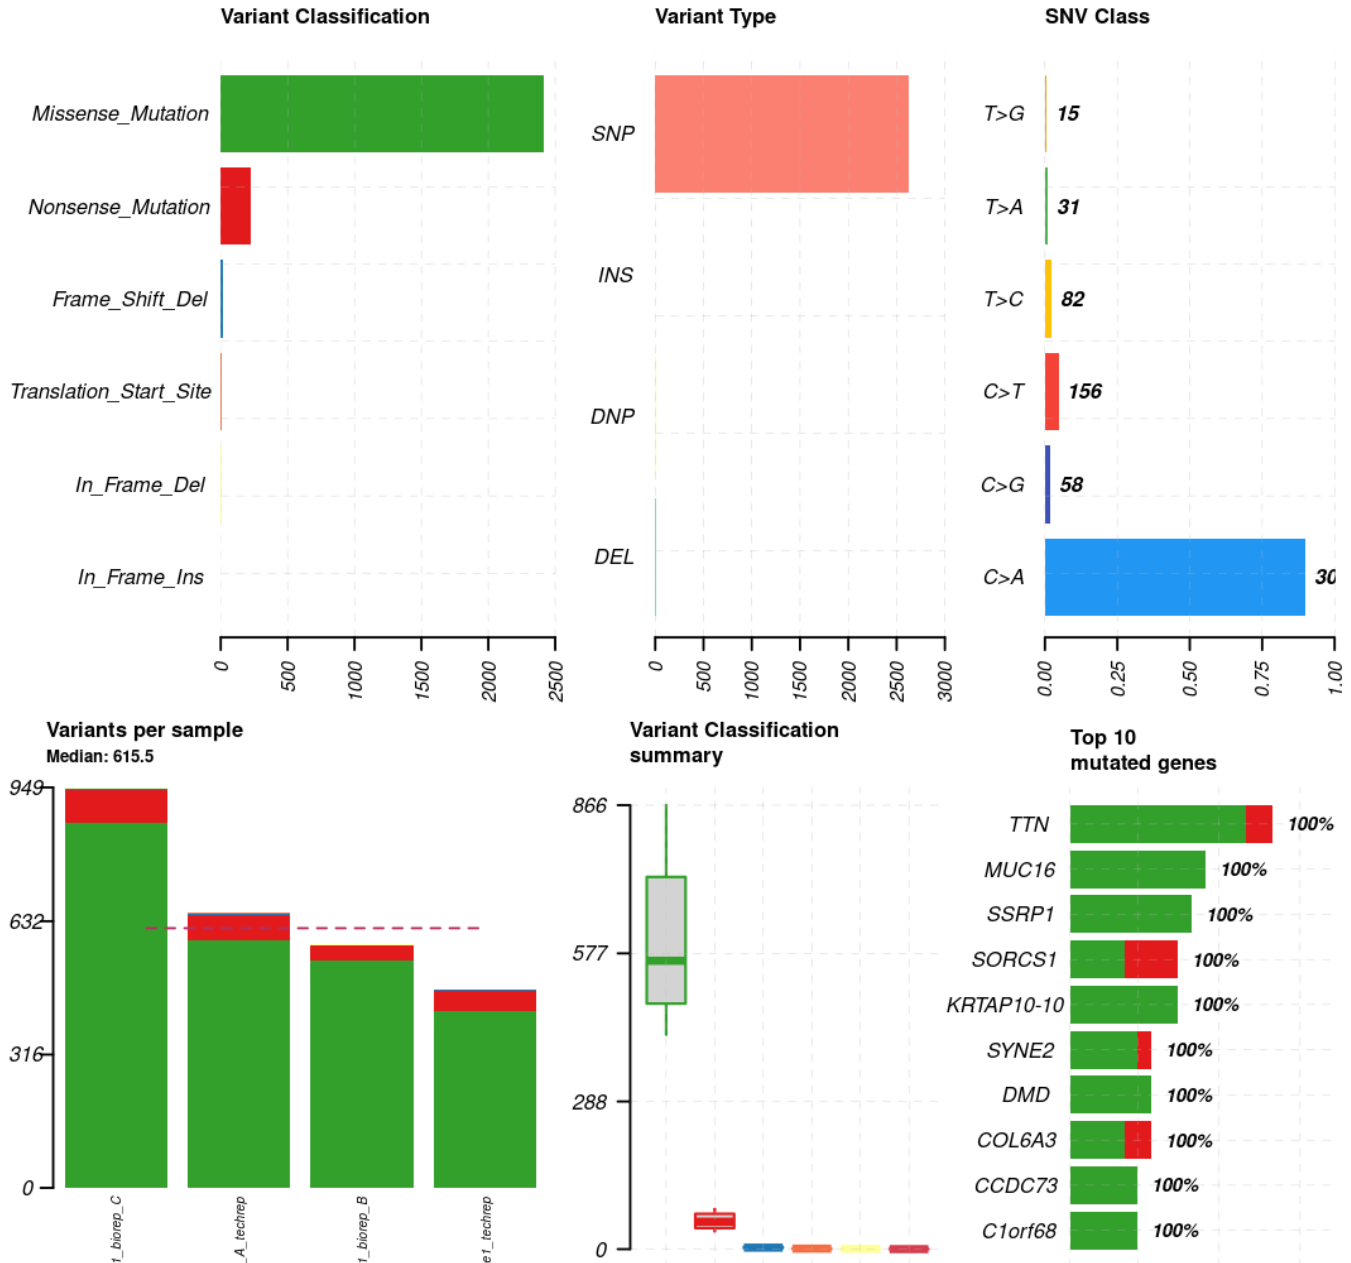 Variant Classification
Missense_Mutation
Nonsense_Mutation
Frame_Shift_Del
Translation_Start_Site
In_Frame_Del
In_Frame_Ins
0
500
1000
1500
2000
2500
Variant Type
SNP
INS
DNP
DEL
0
500
1000
1500
2000
2500
3000
SNV Class
T>G 15
T>A 31
T>C 82
C>T 156
C>G 58
C>A 30
0.00
0.25
0.50
0.75
1.00
Variants per sample
Median: 615.5
949
632
316
0
1_biorep_C
_A_techrep
1_biorep_B
e1_techrep
Variant Classification
summary
866
577
288
0
Top 10
mutated genes
TTN 100%
MUC16 100%
SSRP1 100%
SORCS1 100%
KRTAP10-10 100%
SYNE2 100%
DMD 100%
COL6A3 100%
CCDC73 100%
C1orf68 100%